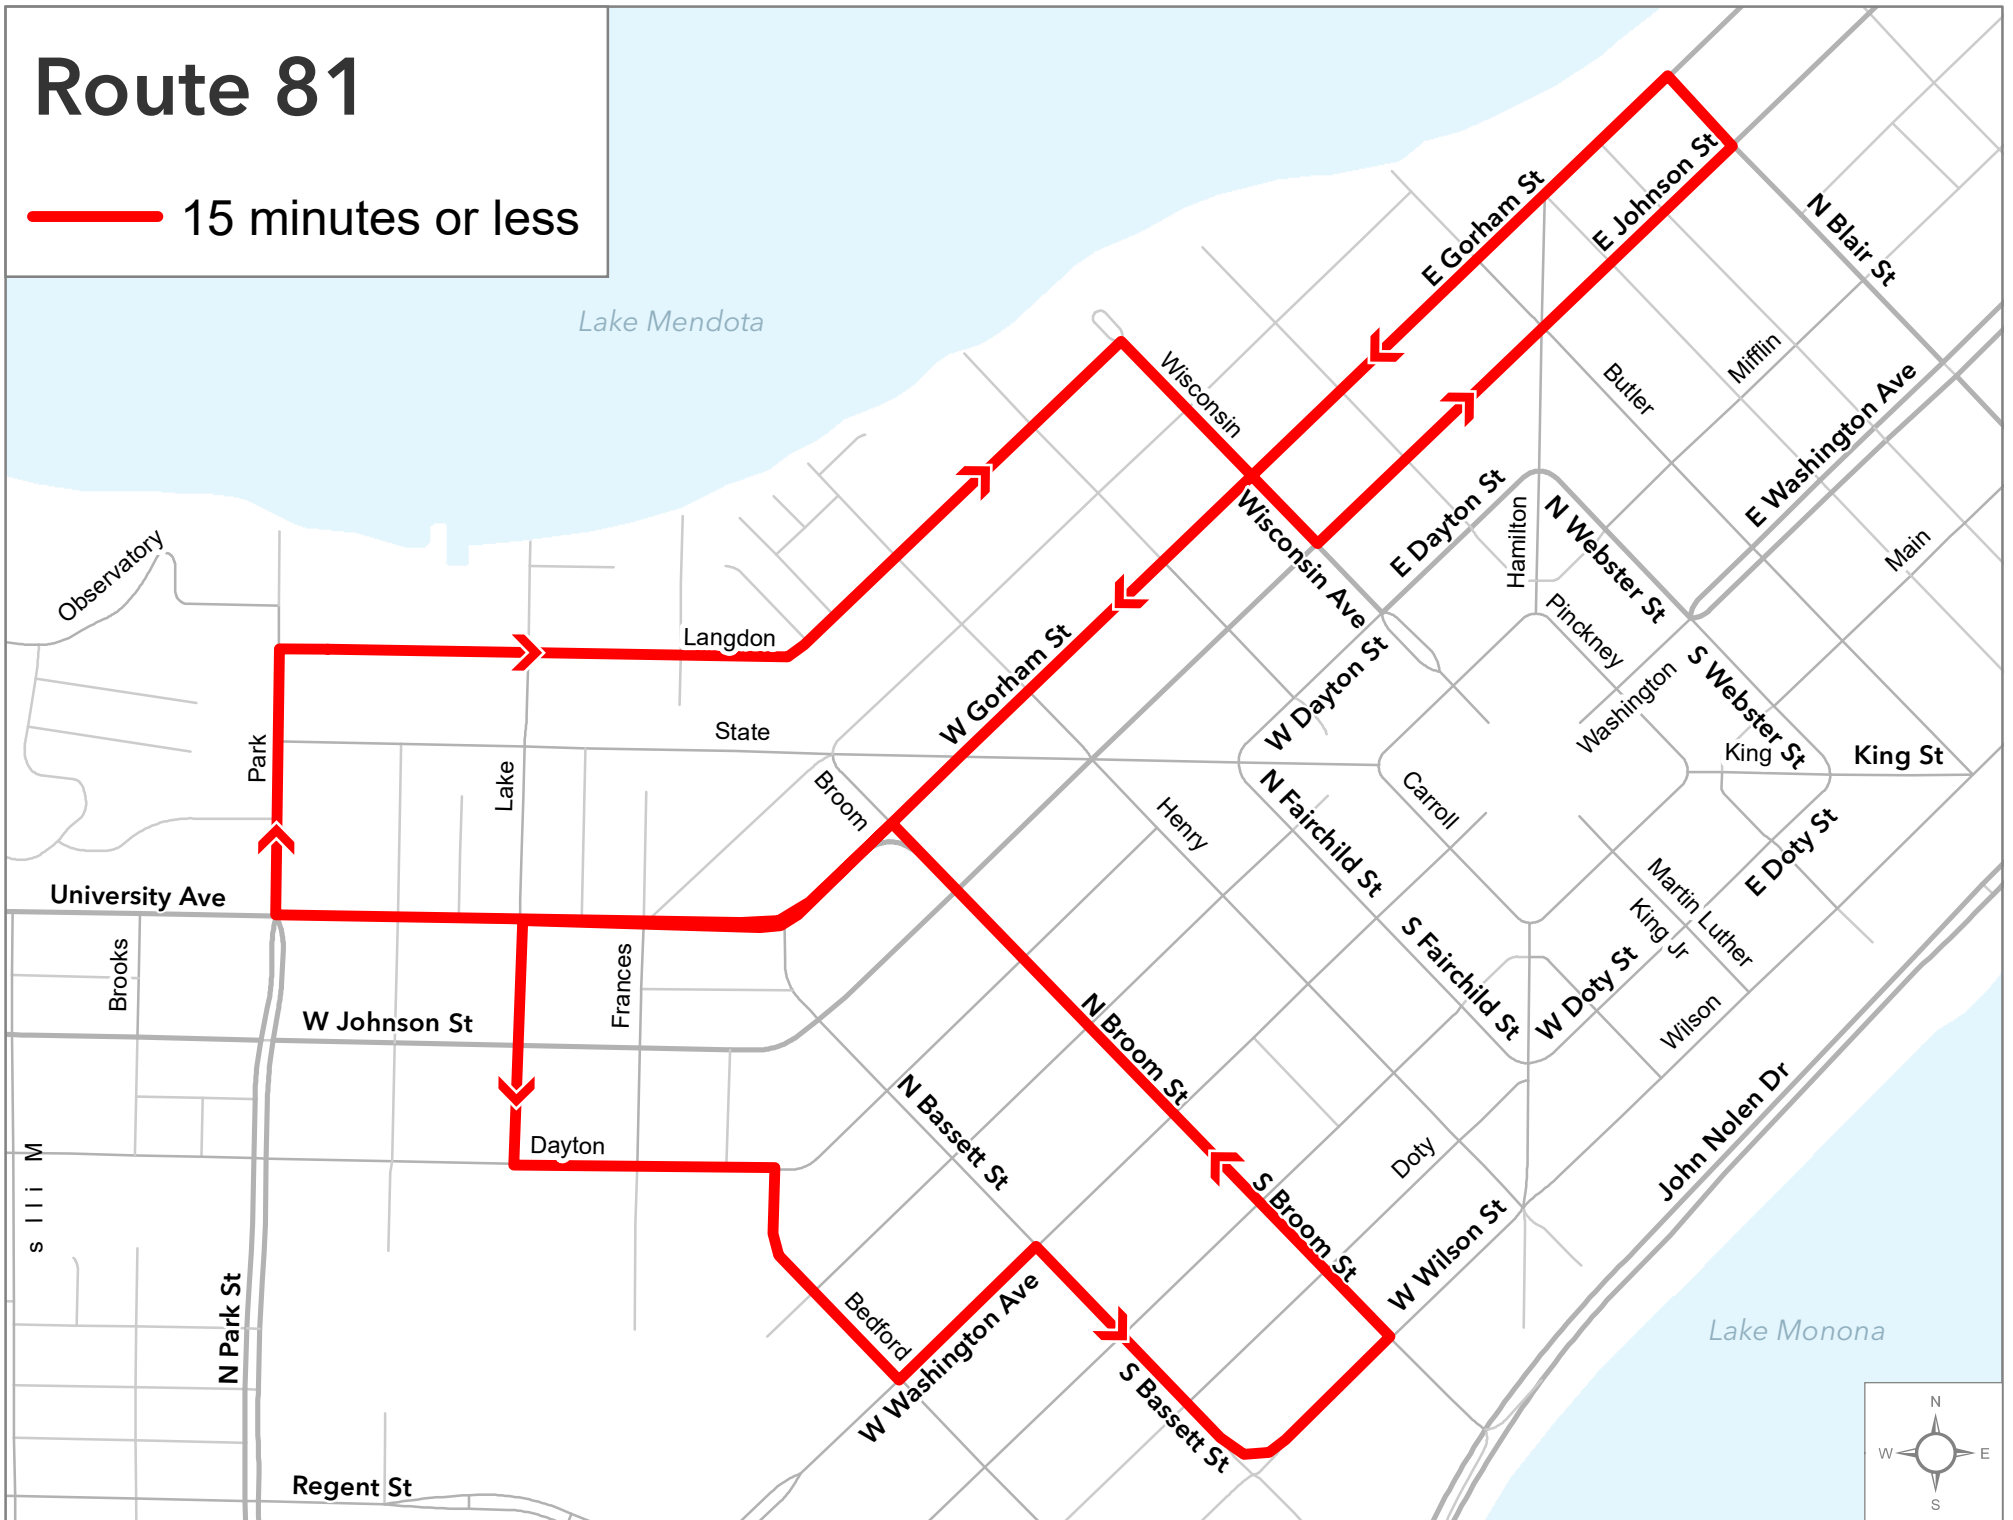 Route 81
15 minutes or less
Lake Mendota
E Gorham St
E Johnson St
N Blair St
Wisconsin
Butler
Mifflin
E Washington Ave
Wisconsin Ave
E Dayton St
Hamilton
N Webster St
Main
Observatory
Langdon
Pinckney
W Gorham St
W Dayton St
Washington
S Webster St
Park
State
Lake
Broom
King
King St
Henry
N Fairchild St
Carroll
E Doty St
University Ave
Martin Luther
King Jr
Brooks
Frances
S Fairchild St
W Doty St
W Johnson St
N Broom St
Wilson
John Nolen Dr
Dayton
N Bassett St
Doty
Mills
S Broom St
W Wilson St
N Park St
Bedford
W Washington Ave
S Bassett St
Lake Monona
Regent St
N
W E
S